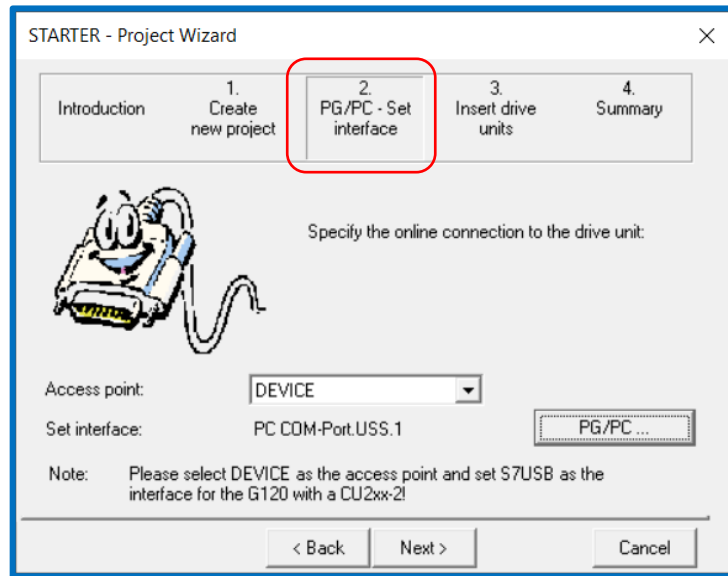 STARTER - Project Wizard
Introduction
1.
Create
new project
2.
PG/PC - Set
interface
3.
Insert drive
units
4.
Summary
Specify the online connection to the drive unit:
Access point: DEVICE
Set interface: PC COM-Port.USS.1 PG/PC ...
Note: Please select DEVICE as the access point and set S7USB as the
interface for the G120 with a CU2xx-2!
< Back Next > Cancel